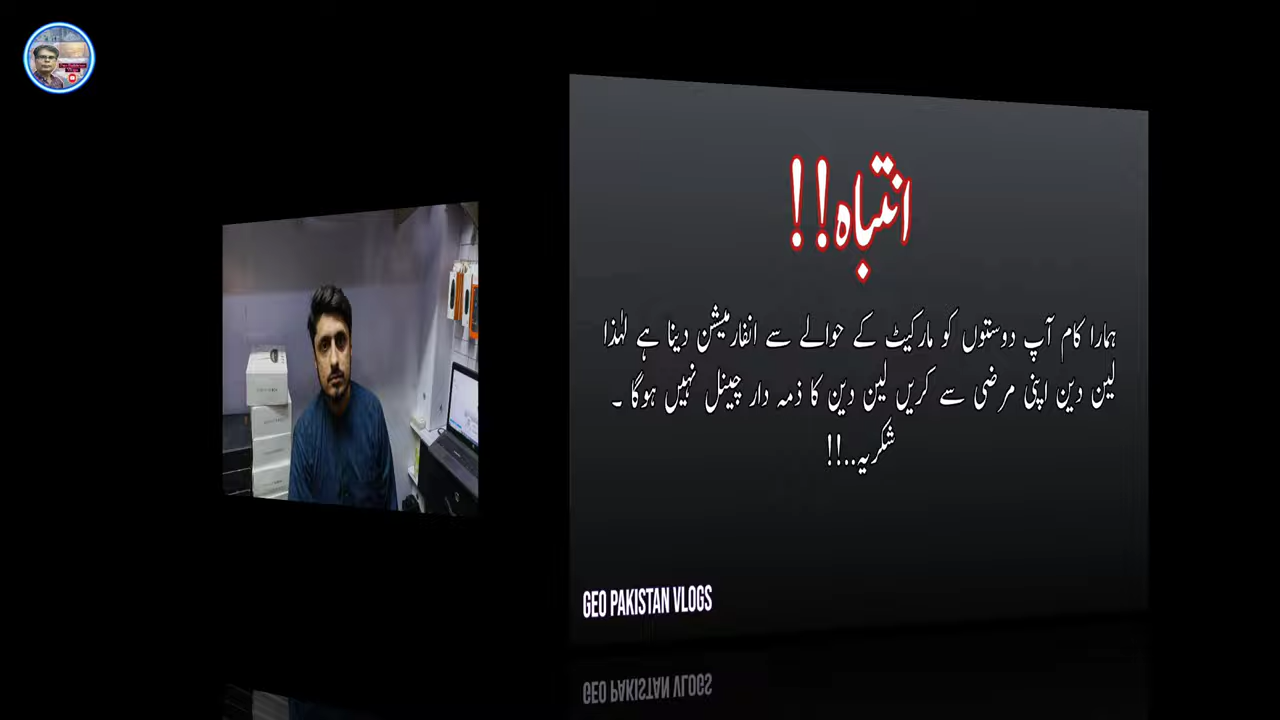 انتباہ!!
ہمارا کام آپ دوستوں کو مارکیٹ کے حوالے سے انفارمیشن دینا ہے لہٰذا
لین دین اپنی مرضی سے کریں لین دین کا ذمہ دار چینل نہیں ہوگا ۔
شکریہ..!!
GEO PAKISTAN VLOGS